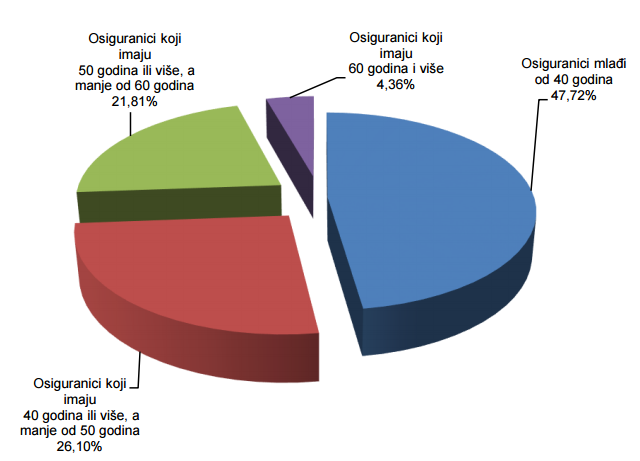 Osiguranici koji
imaju
50 godina ili više, a
manje od 60 godina
21,81%
Osiguranici koji
imaju
60 godina i više
4,36%
Osiguranici mlađi
od 40 godina
47,72%
Osiguranici koji
imaju
40 godina ili više, a
manje od 50 godina
26,10%